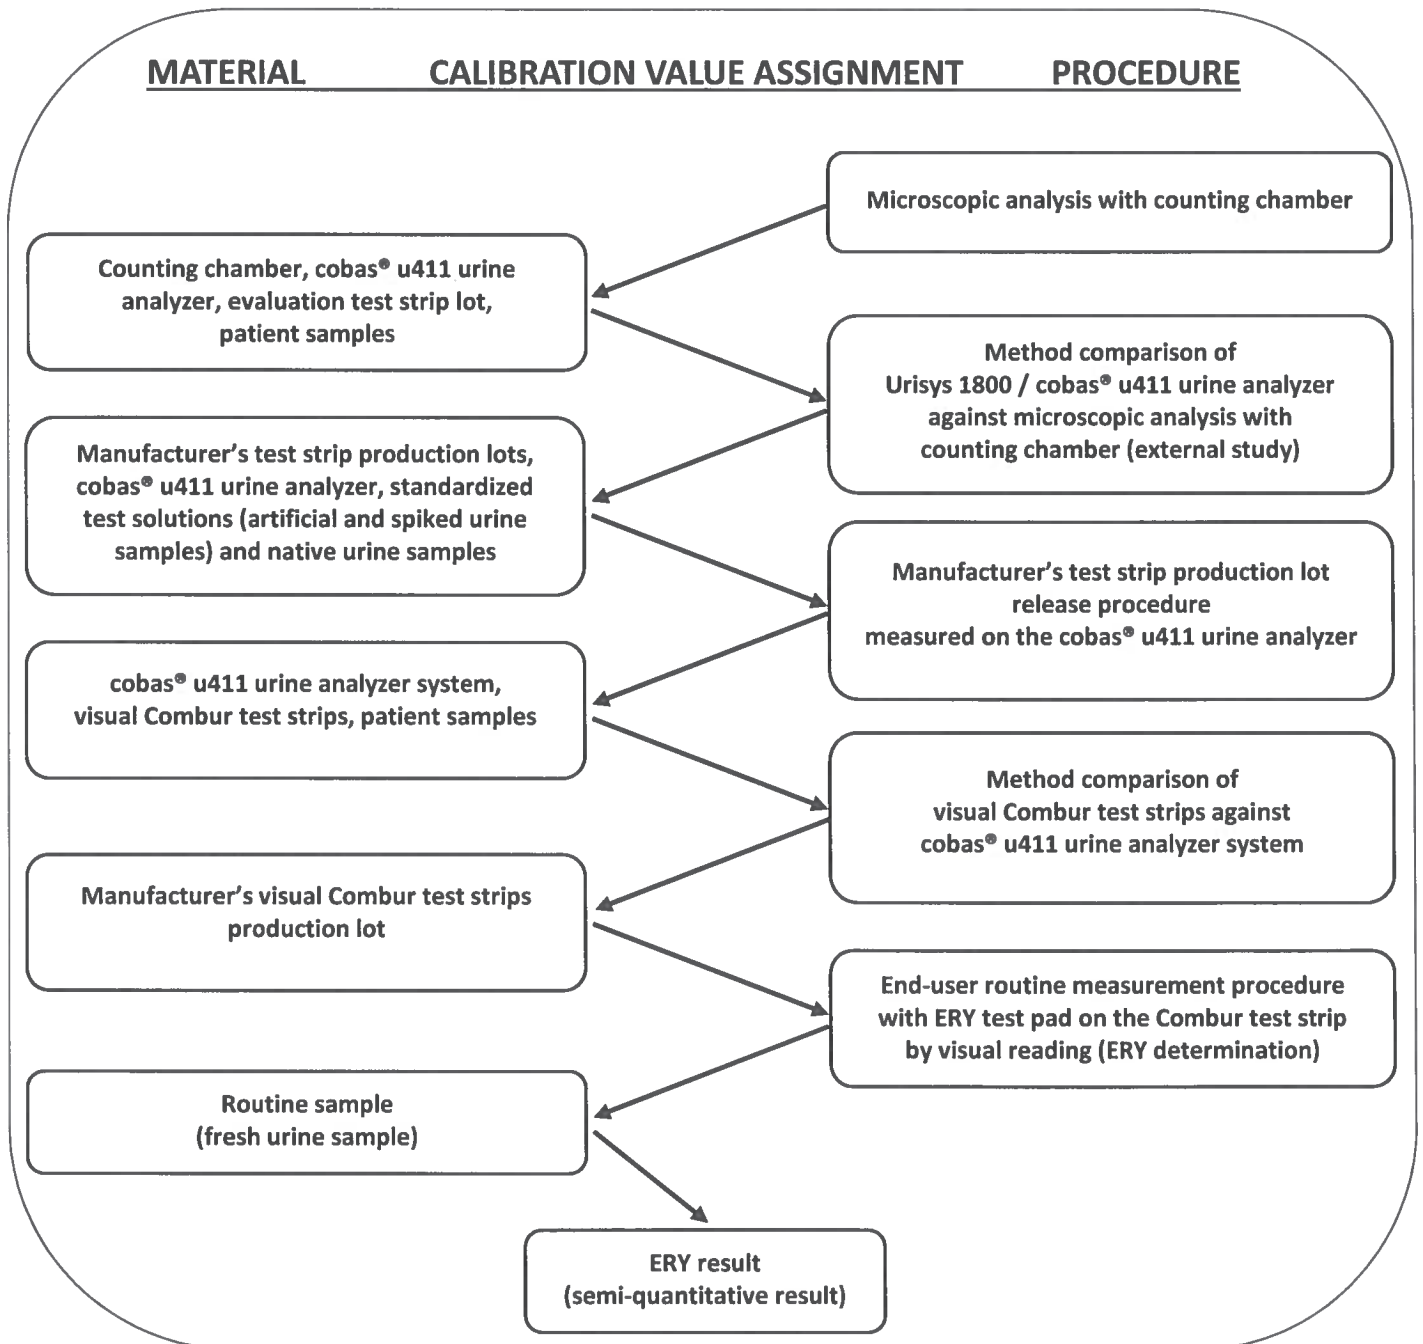 MATERIAL CALIBRATION VALUE ASSIGNMENT PROCEDURE
Microscopic analysis with counting chamber
Counting chamber, cobas® u411 urine
analyzer, evaluation test strip lot,
patient samples
Method comparison of
Urisys 1800 / cobas® u411 urine analyzer
against microscopic analysis with
counting chamber (external study)
Manufacturer's test strip production lots,
cobas® u411 urine analyzer, standardized
test solutions (artificial and spiked urine
samples) and native urine samples
Manufacturer's test strip production lot
release procedure
measured on the cobas® u411 urine analyzer
cobas® u411 urine analyzer system,
visual Combur test strips, patient samples
Method comparison of
visual Combur test strips against
cobas® u411 urine analyzer system
Manufacturer's visual Combur test strips
production lot
End-user routine measurement procedure
with ERY test pad on the Combur test strip
by visual reading (ERY determination)
Routine sample
(fresh urine sample)
ERY result
(semi-quantitative result)